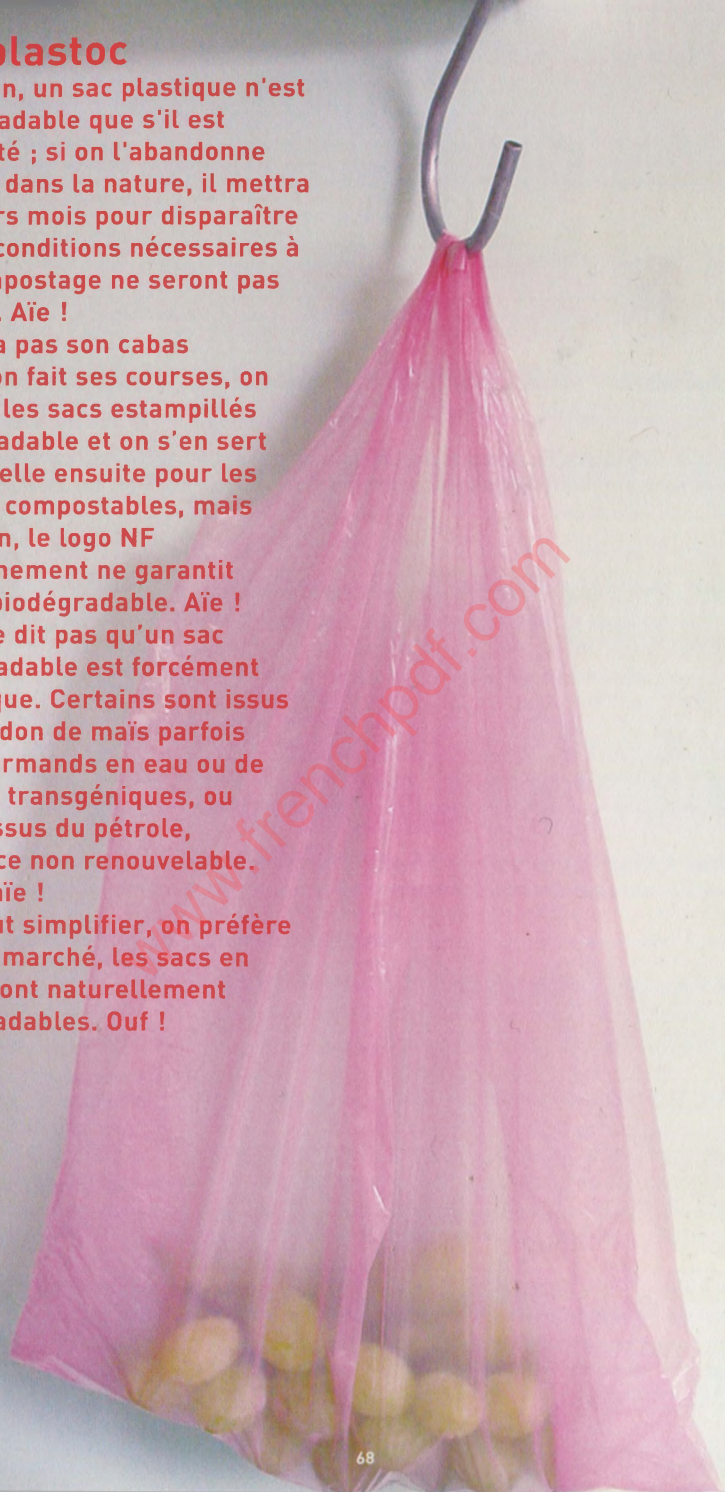 plastoc
n, un sac plastique n'est
adable que s'il est
té ; si on l'abandonne
dans la nature, il mettra
rs mois pour disparaître
conditions nécessaires à
postage ne seront pas
. Aïe !
a pas son cabas
on fait ses courses, on
les sacs estampillés
adable et on s'en sert
elle ensuite pour les
compostables, mais
n, le logo NF
nement ne garantit
biodégradable. Aïe !
e dit pas qu'un sac
adable est forcément
que. Certains sont issus
don de maïs parfois
rmands en eau ou de
transgéniques, ou
ssus du pétrole,
ce non renouvelable.
ïe !
ut simplifier, on préfère
marché, les sacs en
ont naturellement
adables. Ouf !
www.frenchpdf.com
68